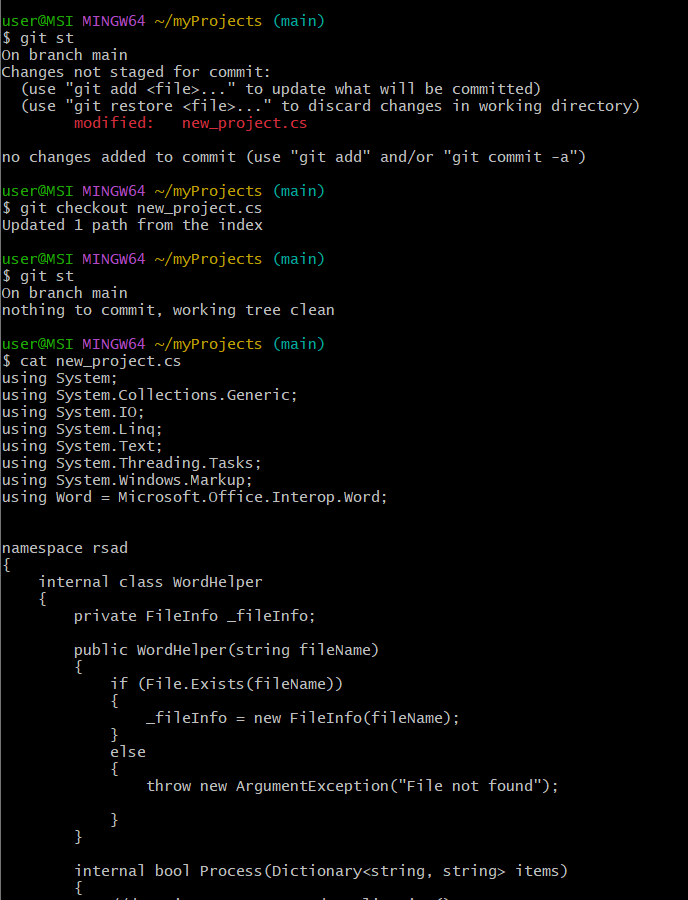 user@MSI MINGW64 ~/myProjects (main)
$ git st
On branch main
Changes not staged for commit:
  (use "git add <file>..." to update what will be committed)
  (use "git restore <file>..." to discard changes in working directory)
        modified:   new_project.cs

no changes added to commit (use "git add" and/or "git commit -a")

user@MSI MINGW64 ~/myProjects (main)
$ git checkout new_project.cs
Updated 1 path from the index

user@MSI MINGW64 ~/myProjects (main)
$ git st
On branch main
nothing to commit, working tree clean

user@MSI MINGW64 ~/myProjects (main)
$ cat new_project.cs
using System;
using System.Collections.Generic;
using System.IO;
using System.Linq;
using System.Text;
using System.Threading.Tasks;
using System.Windows.Markup;
using Word = Microsoft.Office.Interop.Word;


namespace rsad
{
    internal class WordHelper
    {
        private FileInfo _fileInfo;

        public WordHelper(string fileName)
        {
            if (File.Exists(fileName))
            {
                _fileInfo = new FileInfo(fileName);
            }
            else
            {
                throw new ArgumentException("File not found");

            }
        }

        internal bool Process(Dictionary<string, string> items)
        {